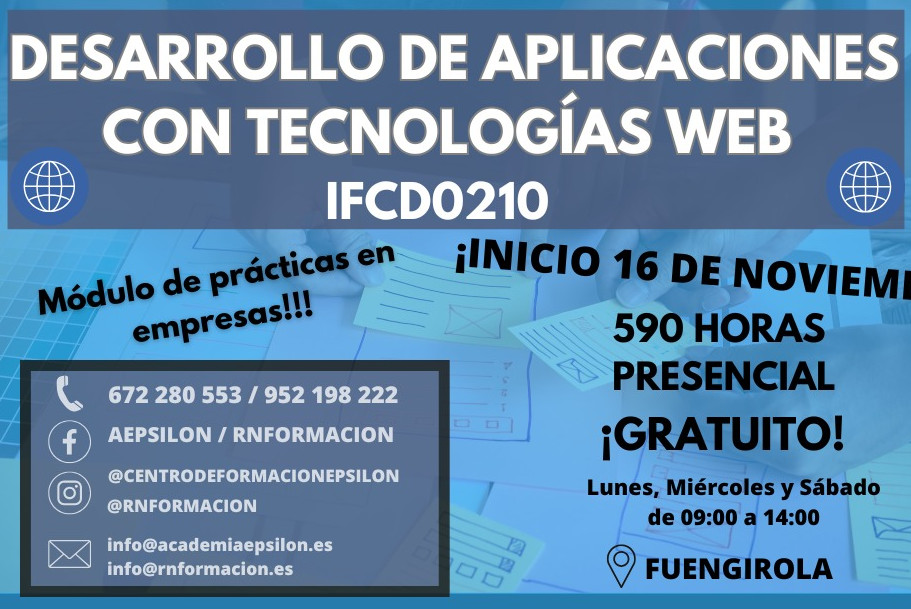 DESARROLLO DE APLICACIONES
CON TECNOLOGÍAS WEB
IFCD0210
Módulo de prácticas en
empresas!!!
¡INICIO 16 DE NOVIEM
590 HORAS
PRESENCIAL
¡GRATUITO!
Lunes, Miércoles y Sábado
de 09:00 a 14:00
FUENGIROLA
672 280 553 / 952 198 222
AEPSILON / RNFORMACION
@CENTRODEFORMACIONEPSILON
@RNFORMACION
info@academiaepsilon.es
info@rnformacion.es